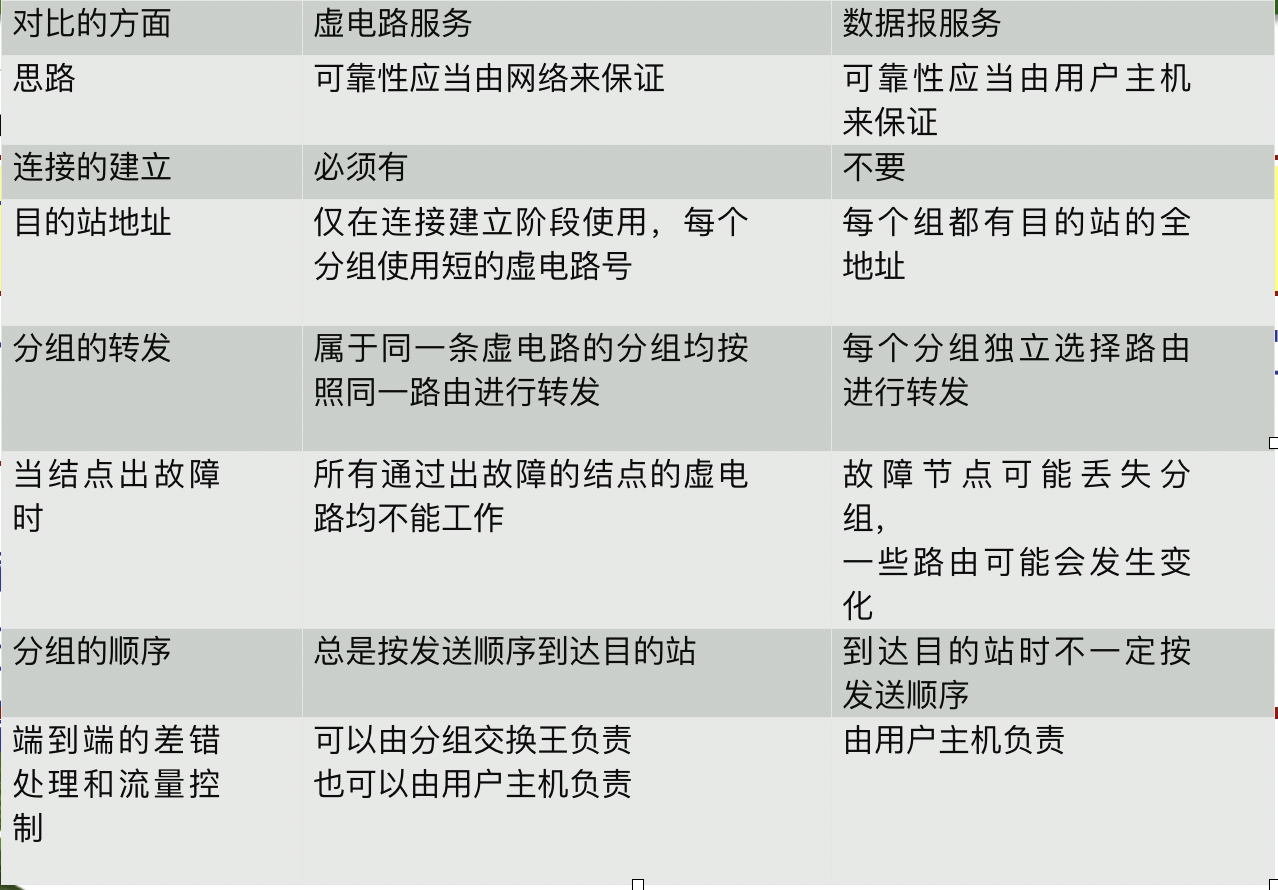 对比的方面
虚电路服务
数据报服务
思路
可靠性应当由网络来保证
可靠性应当由用户主机
来保证
连接的建立
必须有
不要
目的站地址
仅在连接建立阶段使用，每个
分组使用短的虚电路号
每个组都有目的站的全
地址
分组的转发
属于同一条虚电路的分组均按
照同一路由进行转发
每个分组独立选择路由
进行转发
当结点出故障
时
所有通过出故障的结点的虚电
路均不能工作
故障节点可能丢失分
组，
一些路由可能会发生变
化
分组的顺序
总是按发送顺序到达目的站
到达目的站时不一定按
发送顺序
端到端的差错
处理和流量控
制
可以由分组交换王负责
也可以由用户主机负责
由用户主机负责